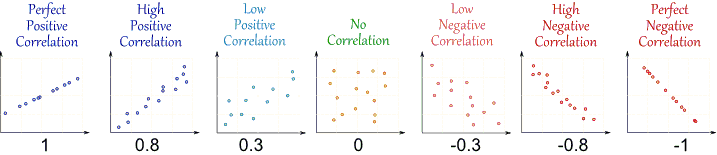 Perfect
Positive
Correlation
High
Positive
Correlation
Low
Positive
Correlation
No
Correlation
Low
Negative
Correlation
High
Negative
Correlation
Perfect
Negative
Correlation
1
0.8
0.3
0
-0.3
-0.8
-1